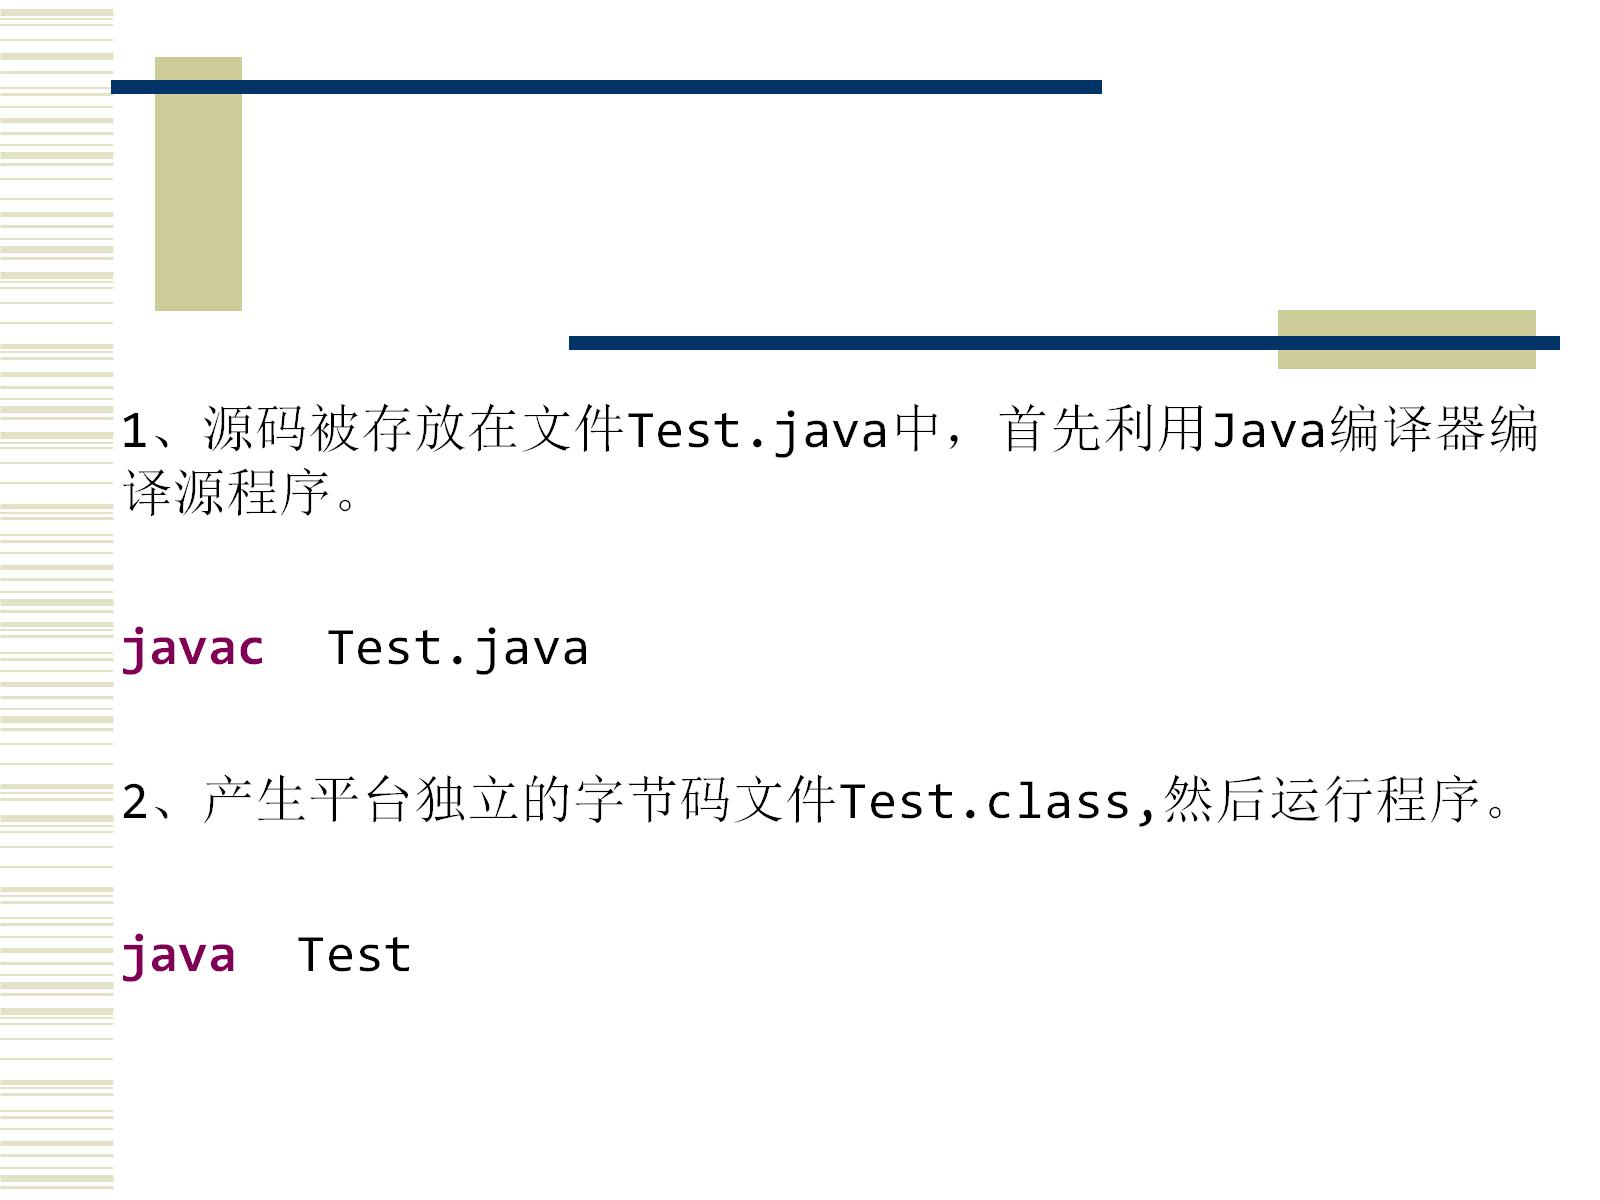 1、源码被存放在文件Test.java中，首先利用Java编译器编
译源程序。
javac  Test.java
2、产生平台独立的字节码文件Test.class,然后运行程序。
java  Test